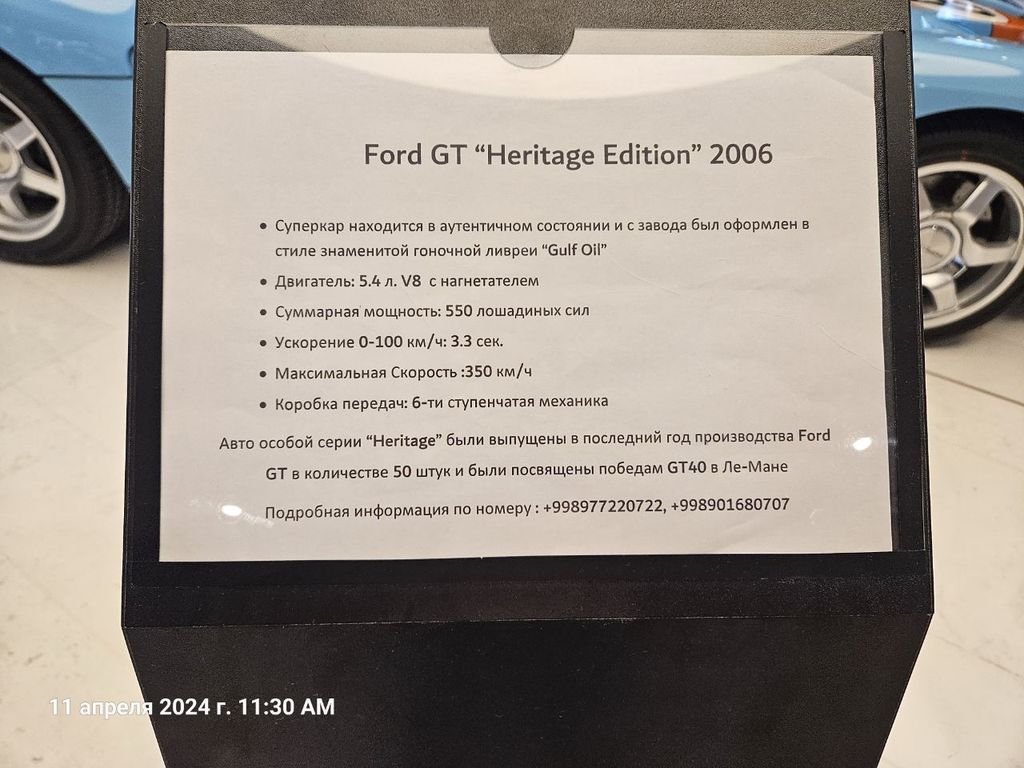 Ford GT “Heritage Edition” 2006
• Суперкар находится в аутентичном состоянии и с завода был оформлен в
стиле знаменитой гоночной ливреи “Gulf Oil”
• Двигатель: 5.4 л. V8 с нагнетателем
• Суммарная мощность: 550 лошадиных сил
• Ускорение 0-100 км/ч: 3.3 сек.
• Максимальная Скорость :350 км/ч
• Коробка передач: 6-ти ступенчатая механика
Авто особой серии “Heritage” были выпущены в последний год производства Ford
GT в количестве 50 штук и были посвящены победам GT40 в Ле-Мане
Подробная информация по номеру : +998977220722, +998901680707
11 апреля 2024 г. 11:30 AM